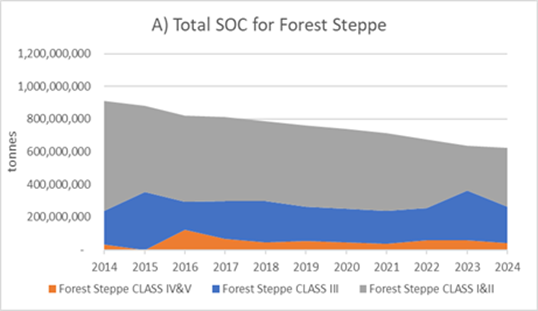 A) Total SOC for Forest Steppe
1,200,000,000
1,000,000,000
800,000,000
600,000,000
400,000,000
200,000,000
-
tonnes
2014 2015 2016 2017 2018 2019 2020 2021 2022 2023 2024
Forest Steppe CLASS IV&V Forest Steppe CLASS III Forest Steppe CLASS I&II